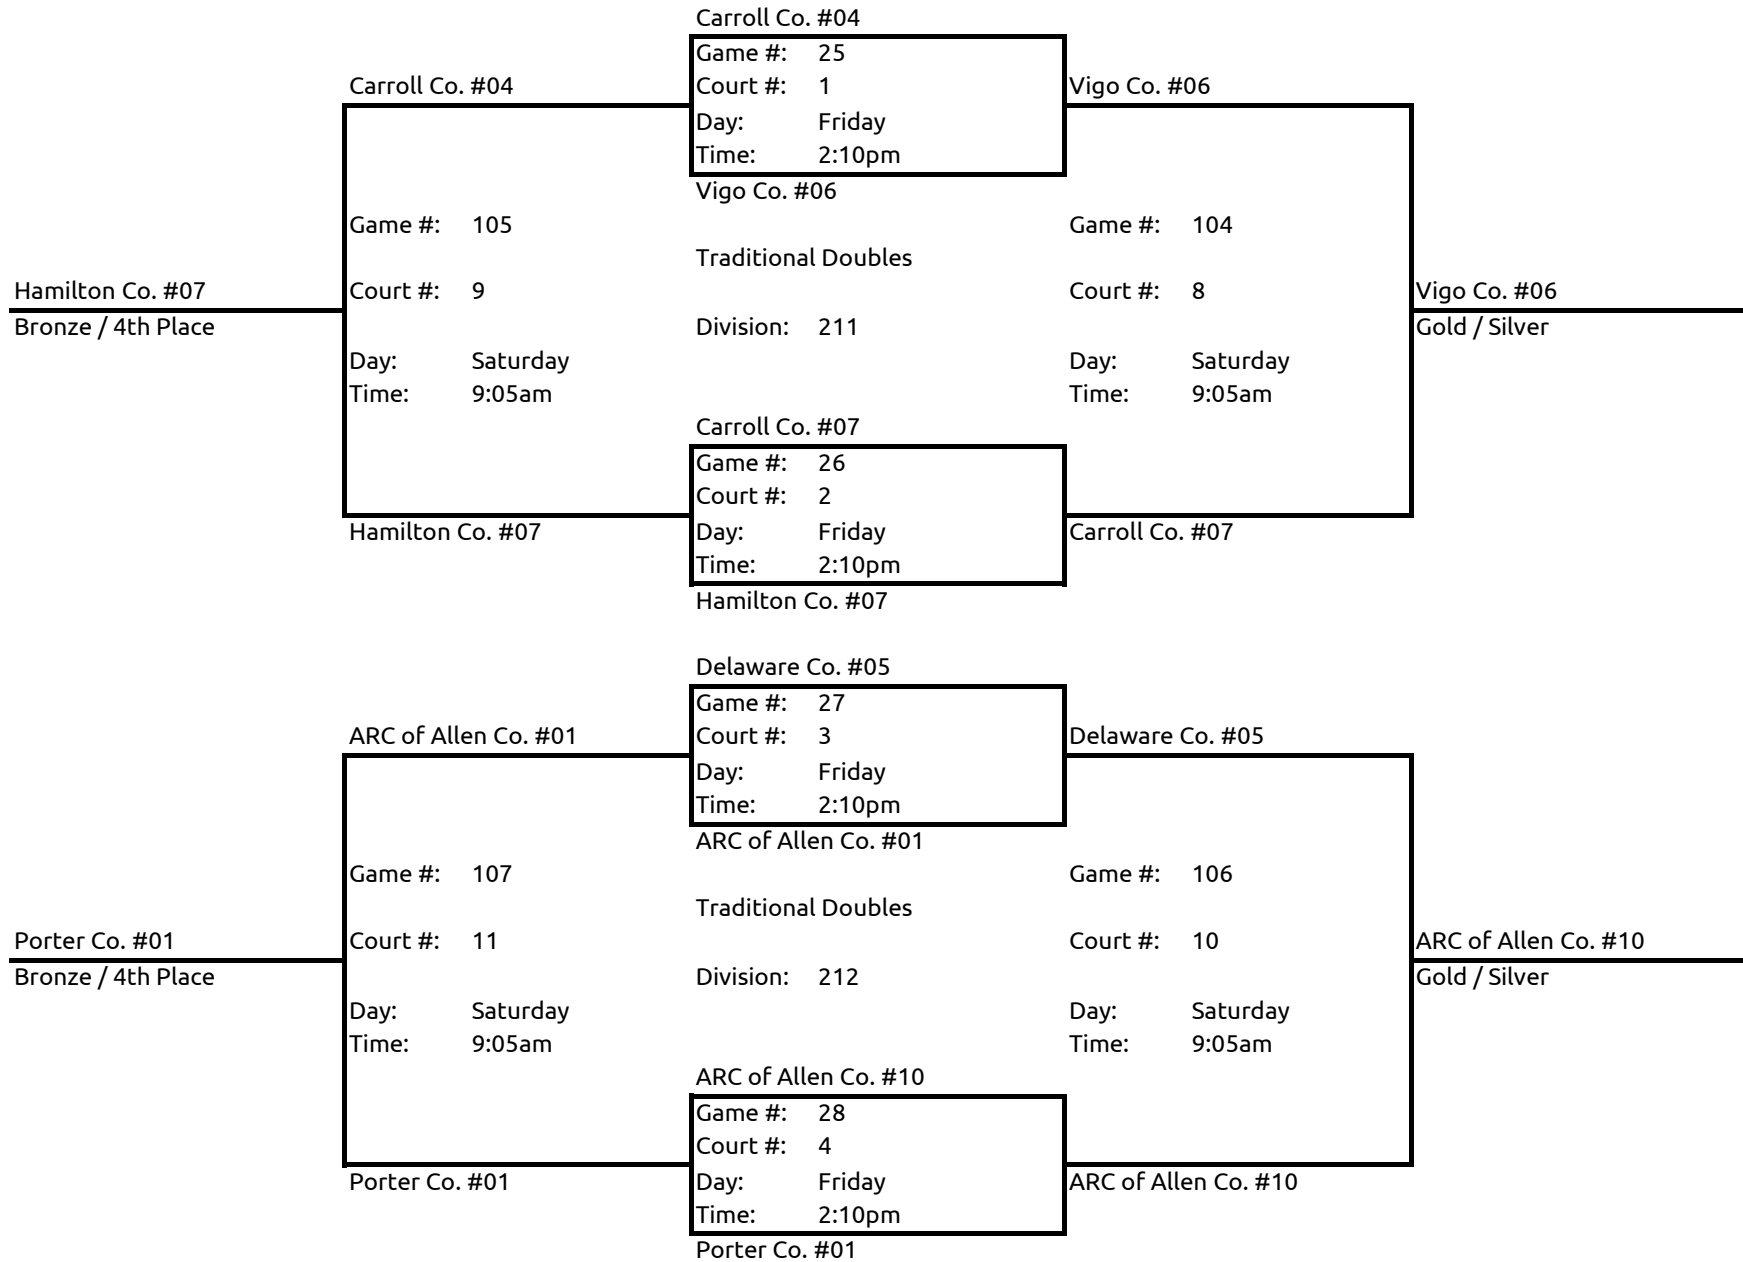 Carroll Co. #04
Game #: 25
Carroll Co. #04 Court #: 1 Vigo Co. #06
Day: Friday
Time: 2:10pm
Vigo Co. #06
Game #: 105 Game #: 104
Traditional Doubles
Hamilton Co. #07 Court #: 9 Court #: 8 Vigo Co. #06
Bronze / 4th Place Division: 211 Gold / Silver
Day: Saturday Day: Saturday
Time: 9:05am Time: 9:05am
Carroll Co. #07
Game #: 26
Court #: 2
Hamilton Co. #07 Day: Friday Carroll Co. #07
Time: 2:10pm
Hamilton Co. #07
Delaware Co. #05
Game #: 27
ARC of Allen Co. #01 Court #: 3 Delaware Co. #05
Day: Friday
Time: 2:10pm
ARC of Allen Co. #01
Game #: 107 Game #: 106
Traditional Doubles
Porter Co. #01 Court #: 11 Court #: 10 ARC of Allen Co. #10
Bronze / 4th Place Division: 212 Gold / Silver
Day: Saturday Day: Saturday
Time: 9:05am Time: 9:05am
ARC of Allen Co. #10
Game #: 28
Court #: 4
Porter Co. #01 Day: Friday ARC of Allen Co. #10
Time: 2:10pm
Porter Co. #01